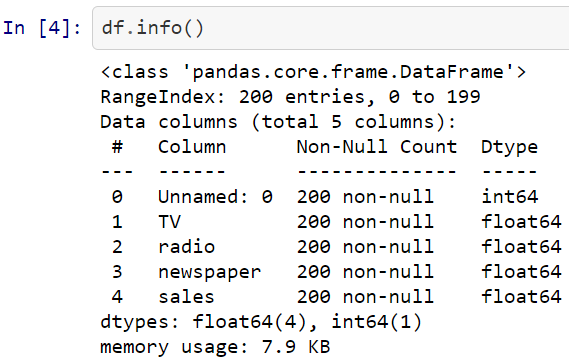 In [4]: df.info()
<class 'pandas.core.frame.DataFrame'>
RangeIndex: 200 entries, 0 to 199
Data columns (total 5 columns):
 #   Column      Non-Null Count  Dtype
---  ------      --------------  -----
 0   Unnamed: 0  200 non-null    int64
 1   TV          200 non-null    float64
 2   radio       200 non-null    float64
 3   newspaper   200 non-null    float64
 4   sales       200 non-null    float64
dtypes: float64(4), int64(1)
memory usage: 7.9 KB